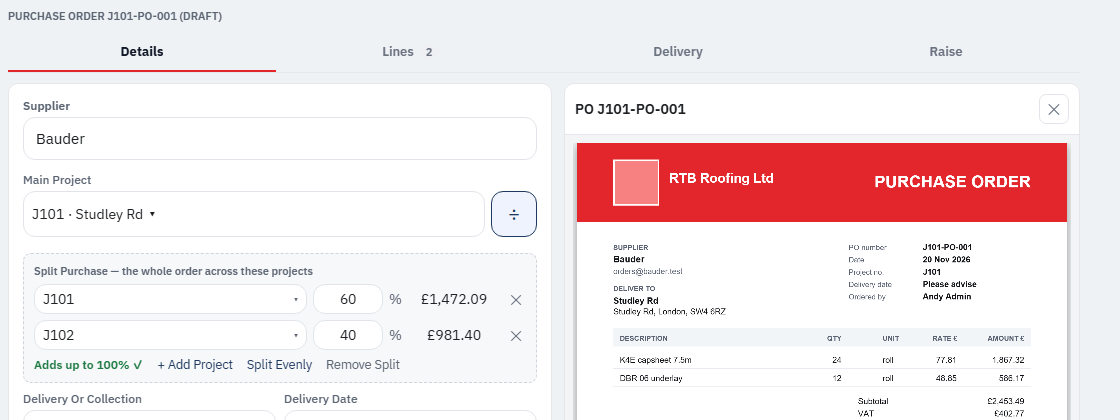 PURCHASE ORDER J101-PO-001 (DRAFT)
Details
Lines 2
Delivery
Raise
Supplier
Bauder
Main Project
J101 · Studley Rd ▾
÷
Split Purchase — the whole order across these projects
J101 60 % £1,472.09
J102 40 % £981.40
Adds up to 100% ✓ + Add Project Split Evenly Remove Split
Delivery Or Collection
Delivery Date
PO J101-PO-001
RTB Roofing Ltd
PURCHASE ORDER
SUPPLIER
Bauder
orders@bauder.test
DELIVER TO
Studley Rd
Studley Rd, London, SW4 6RZ
PO number J101-PO-001
Date 20 Nov 2026
Project no. J101
Delivery date Please advise
Ordered by Andy Admin
DESCRIPTION QTY UNIT RATE £ AMOUNT £
K4E capsheet 7.5m 24 roll 77.81 1,867.32
DBR 06 underlay 12 roll 48.85 586.17
Subtotal £2,453.49
VAT £402.77